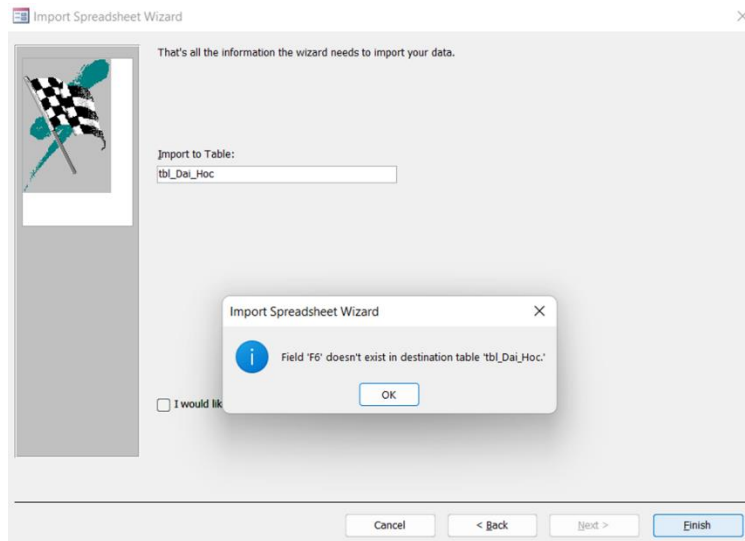 Import Spreadsheet Wizard
That's all the information the wizard needs to import your data.
Import to Table:
tbl_Dai_Hoc
Import Spreadsheet Wizard
Field 'F6' doesn't exist in destination table 'tbl_Dai_Hoc.'
OK
I would lik
Cancel
< Back
Next >
Finish